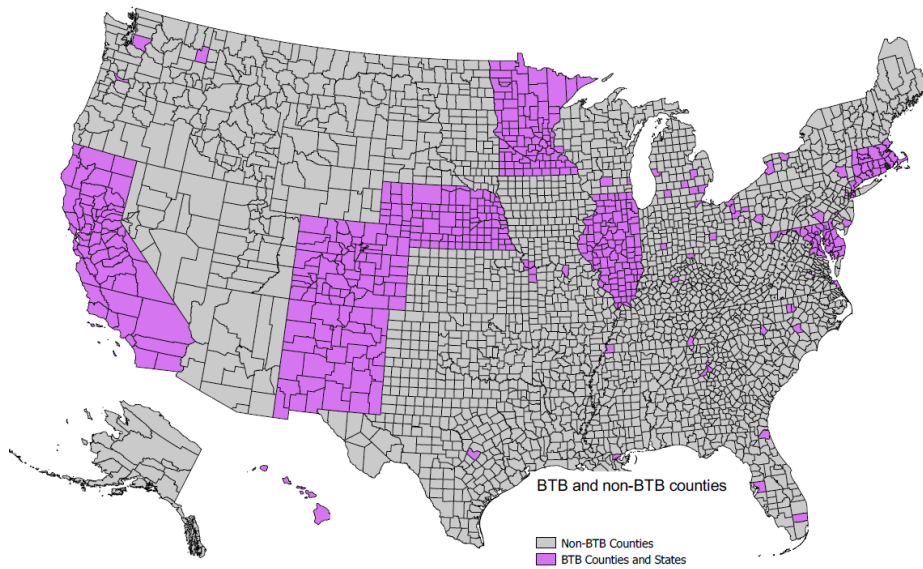 BTB and non-BTB counties
Non-BTB Counties
BTB Counties and States